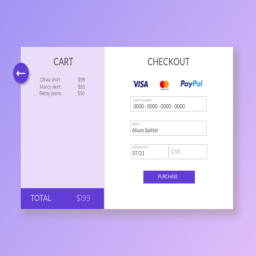 CART
Olivia shirt $99
Marcy skirt $50
Betsy jeans $50
TOTAL $199
CHECKOUT
VISA mastercard PayPal
CARD NUMBER
0000 - 0000 - 0000 - 0000
NAME
Alison Spittel
EXPIRATION
07/21 CVV
PURCHASE